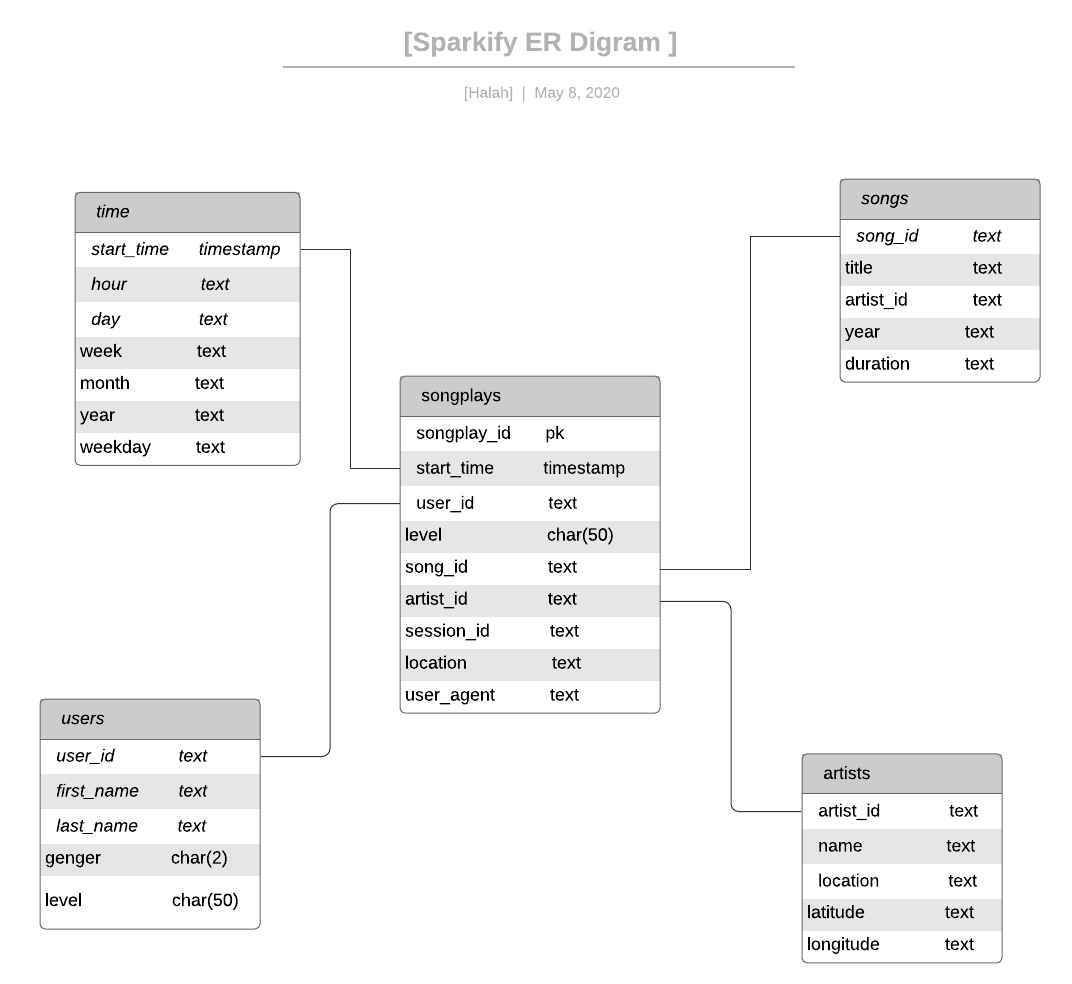 [Sparkify ER Digram ]
[Halah] | May 8, 2020
time
start_time timestamp
hour text
day text
week text
month text
year text
weekday text
songs
song_id text
title text
artist_id text
year text
duration text
songplays
songplay_id pk
start_time timestamp
user_id text
level char(50)
song_id text
artist_id text
session_id text
location text
user_agent text
users
user_id text
first_name text
last_name text
genger char(2)
level char(50)
artists
artist_id text
name text
location text
latitude text
longitude text